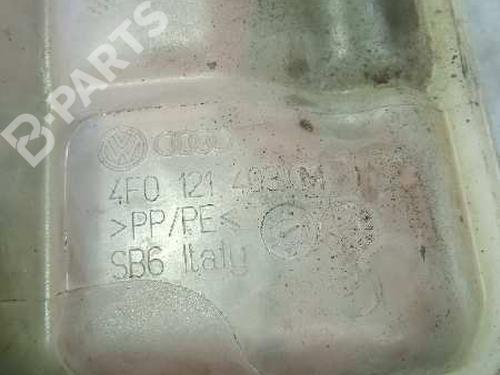 B-PARTS
4F0 121 403
>PP/PE<
SB6 Italy